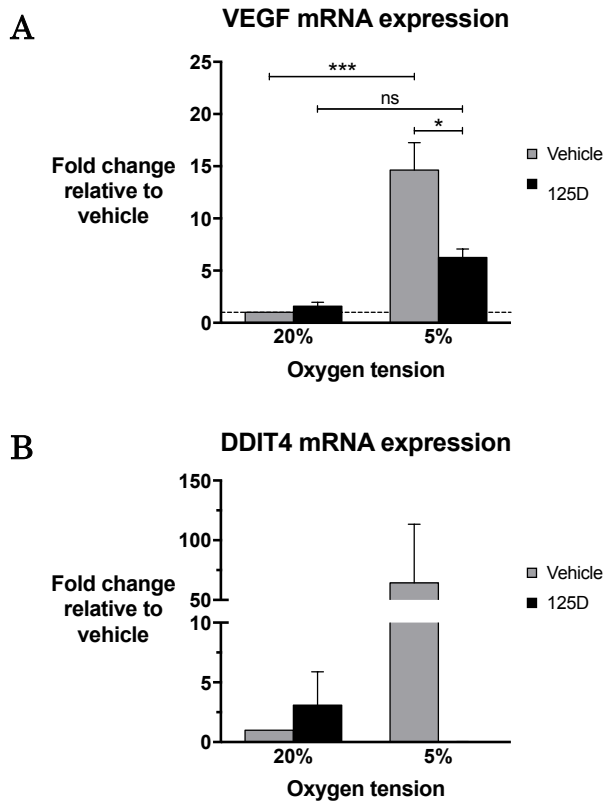 A
VEGF mRNA expression
25
20
15
10
5
0
***
ns
*
Fold change
relative to
vehicle
Vehicle
125D
20%
5%
Oxygen tension
B
DDIT4 mRNA expression
150
100
50
10
5
0
Fold change
relative to
vehicle
Vehicle
125D
20%
5%
Oxygen tension